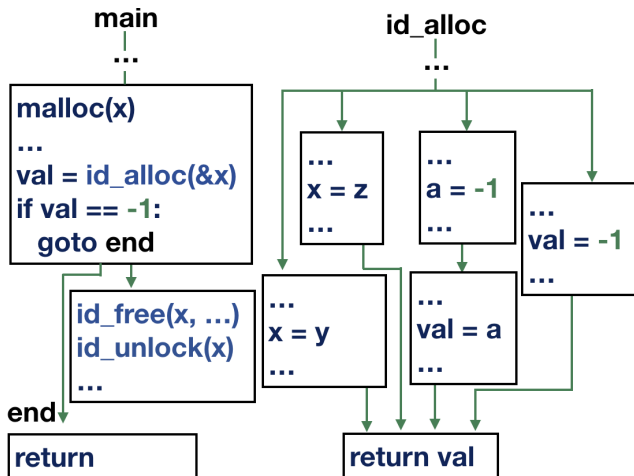 main
...
malloc(x)
...
val = id_alloc(&x)
if val == -1:
goto end
id_free(x, ...)
id_unlock(x)
...
end
return
id_alloc
...
...
x = z
...
...
a = -1
...
...
val = -1
...
...
x = y
...
...
val = a
...
return val